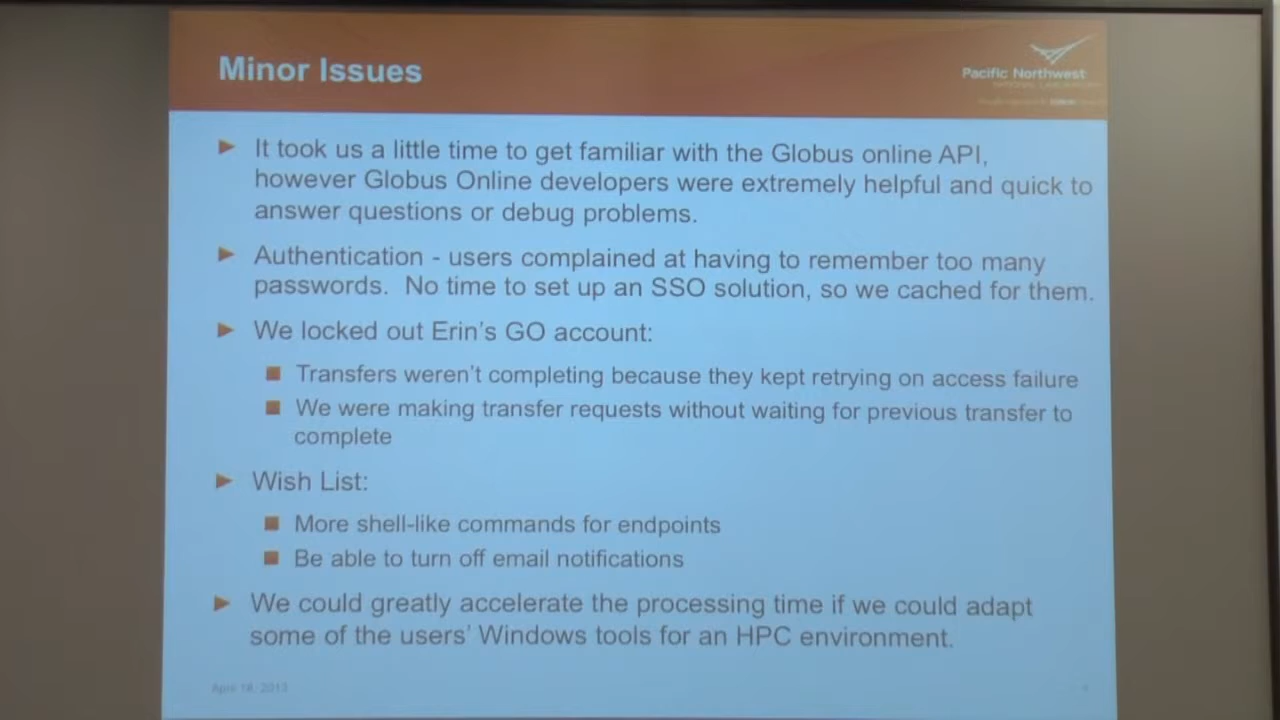 Minor Issues
Pacific Northwest
NATIONAL LABORATORY
It took us a little time to get familiar with the Globus online API,
however Globus Online developers were extremely helpful and quick to
answer questions or debug problems.
Authentication - users complained at having to remember too many
passwords. No time to set up an SSO solution, so we cached for them.
We locked out Erin's GO account:
Transfers weren't completing because they kept retrying on access failure
We were making transfer requests without waiting for previous transfer to
complete
Wish List:
More shell-like commands for endpoints
Be able to turn off email notifications
We could greatly accelerate the processing time if we could adapt
some of the users' Windows tools for an HPC environment.
April 18, 2013